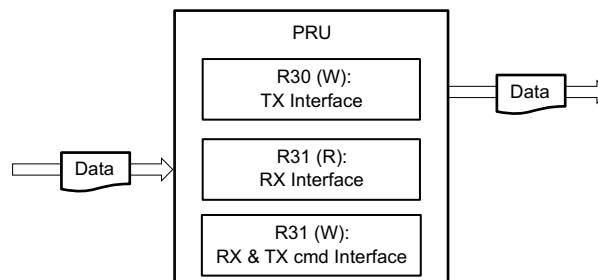 PRU
R30 (W):
TX Interface
Data
Data
R31 (R):
RX Interface
R31 (W):
RX & TX cmd Interface